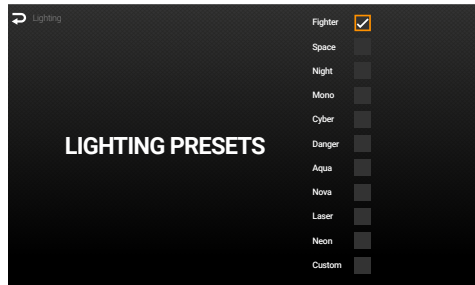 Lighting
LIGHTING PRESETS
Fighter
Space
Night
Mono
Cyber
Danger
Aqua
Nova
Laser
Neon
Custom